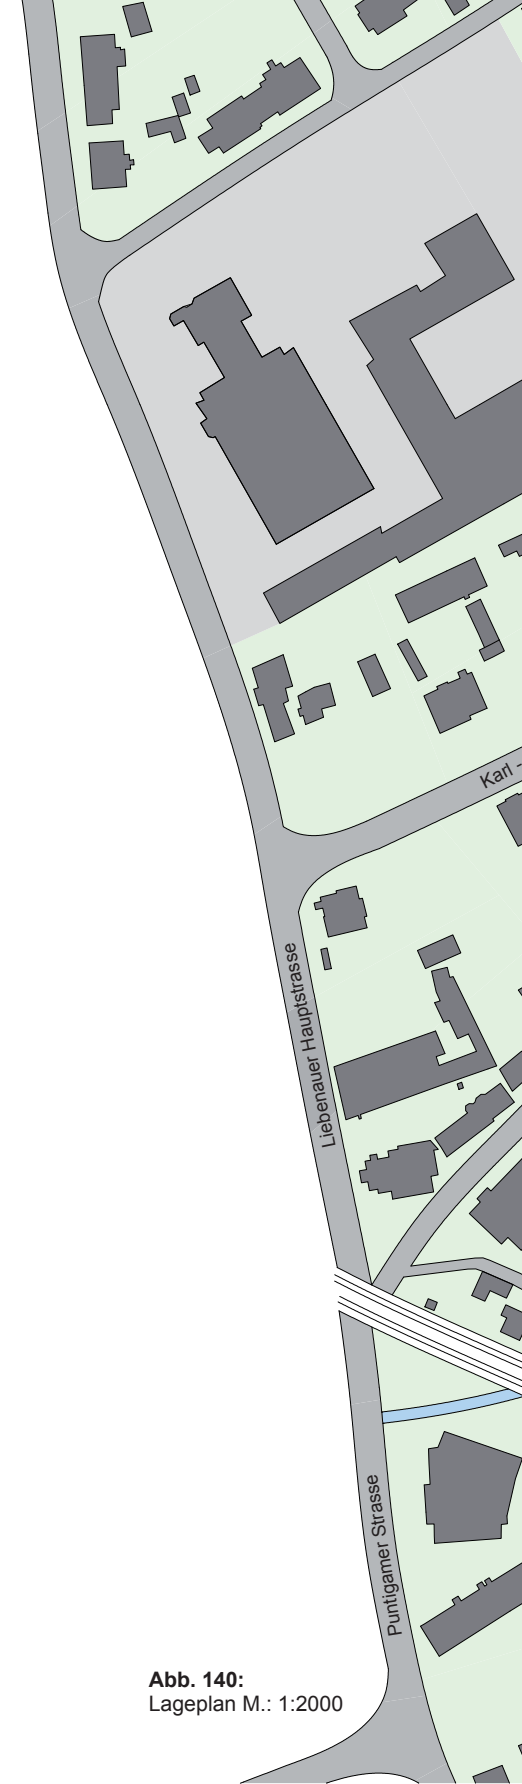 Karl -
Liebenauer Hauptstrasse
Puntigamer Strasse
Abb. 140:
Lageplan M.: 1:2000